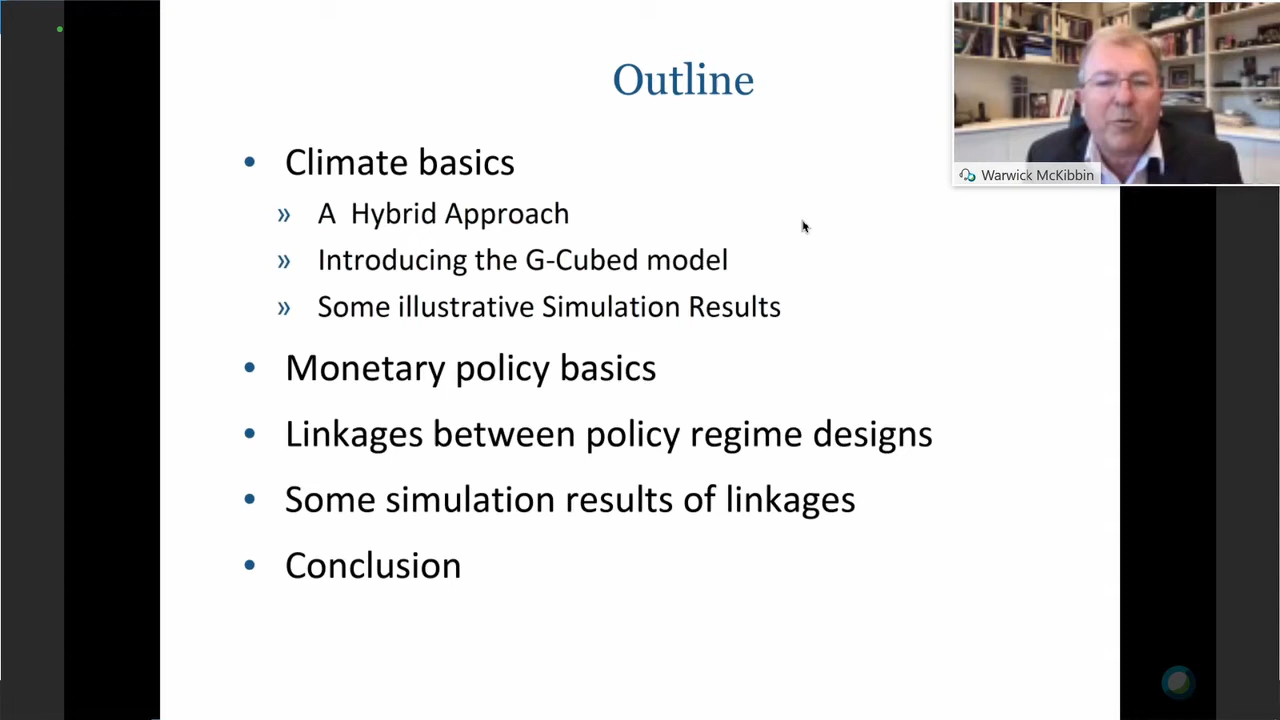 Outline
Warwick McKibbin
• Climate basics
» A Hybrid Approach
» Introducing the G-Cubed model
» Some illustrative Simulation Results
• Monetary policy basics
• Linkages between policy regime designs
• Some simulation results of linkages
• Conclusion